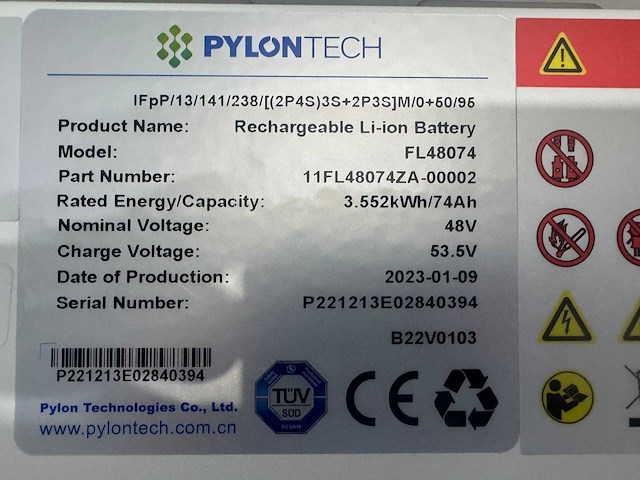 PYLONTECH
IFpP/13/141/238/[(2P4S)3S+2P3S]M/0+50/95
Product Name: Rechargeable Li-ion Battery
Model: FL48074
Part Number: 11FL48074ZA-00002
Rated Energy/Capacity: 3.552kWh/74Ah
Nominal Voltage: 48V
Charge Voltage: 53.5V
Date of Production: 2023-01-09
Serial Number: P221213E02840394
B22V0103
P221213E02840394
Pylon Technologies Co., Ltd.
www.pylontech.com.cn
TÜV
SÜD
CE